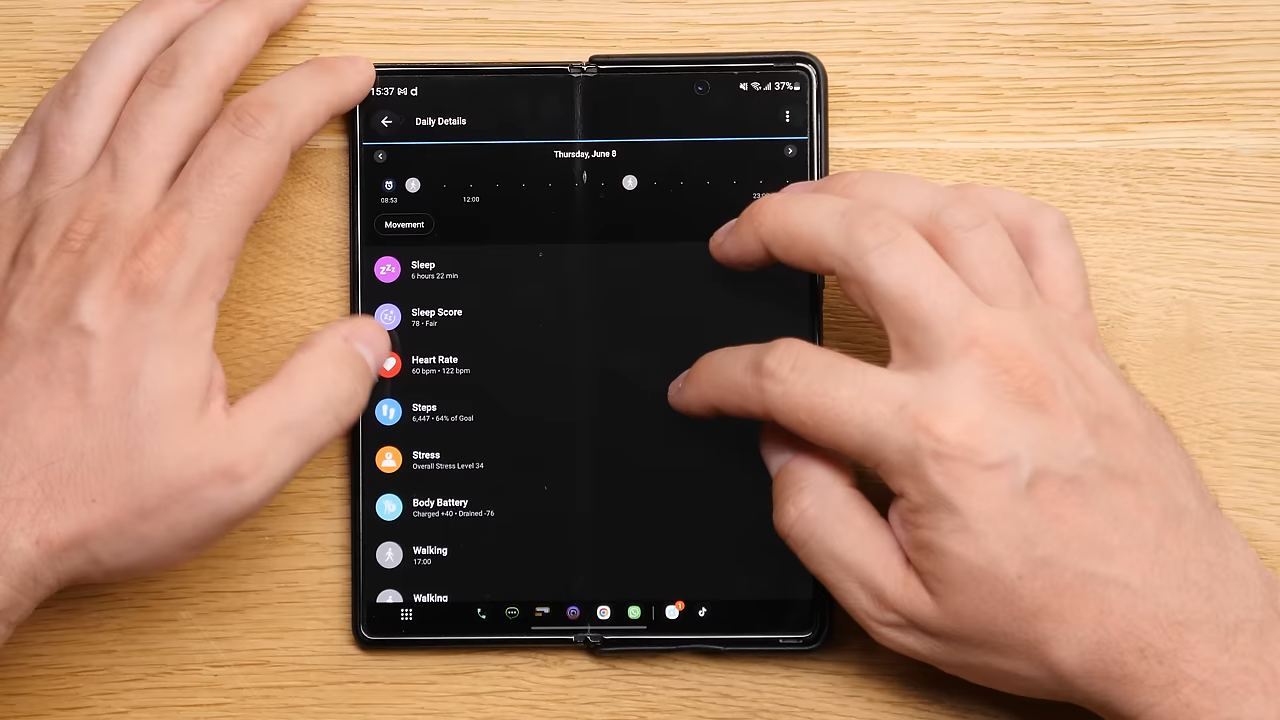 15:37
37%
Daily Details
Thursday, June 8
08:53
12:00
Movement
Sleep
6 hours 22 min
Sleep Score
78 • Fair
Heart Rate
60 bpm • 122 bpm
Steps
6,447 • 64% of Goal
Stress
Overall Stress Level 34
Body Battery
Charged +40 • Drained -76
Walking
17:00
Walking